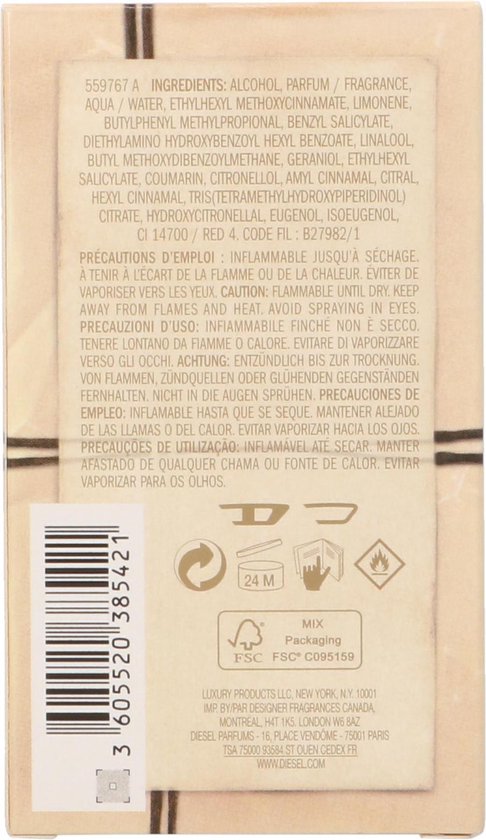 559767 A INGREDIENTS: ALCOHOL, PARFUM / FRAGRANCE,
AQUA / WATER, ETHYLHEXYL METHOXYCINNAMATE, LIMONENE,
BUTYLPHENYL METHYLPROPIONAL, BENZYL SALICYLATE,
DIETHYLAMINO HYDROXYBENZOYL HEXYL BENZOATE, LINALOOL,
BUTYL METHOXYDIBENZOYLMETHANE, GERANIOL, ETHYLHEXYL
SALICYLATE, COUMARIN, CITRONELLOL, AMYL CINNAMAL, CITRAL,
HEXYL CINNAMAL, TRIS(TETRAMETHYLHYDROXYPIPERIDINOL)
CITRATE, HYDROXYCITRONELLAL, EUGENOL, ISOEUGENOL,
CI 14700 / RED 4. CODE FIL : B27982/1
PRÉCAUTIONS D'EMPLOI : INFLAMMABLE JUSQU'À SÉCHAGE.
À TENIR À L'ÉCART DE LA FLAMME OU DE LA CHALEUR. ÉVITER DE
VAPORISER VERS LES YEUX. CAUTION: FLAMMABLE UNTIL DRY. KEEP
AWAY FROM FLAMES AND HEAT. AVOID SPRAYING IN EYES.
PRECAUZIONI D'USO: INFIAMMABILE FINCHÉ NON È SECCO.
TENERE LONTANO DA FIAMME O CALORE. EVITARE DI VAPORIZZARE
VERSO GLI OCCHI. ACHTUNG: ENTZÜNDLICH BIS ZUR TROCKNUNG.
VON FLAMMEN, ZÜNDQUELLEN ODER GLÜHENDEN GEGENSTÄNDEN
FERNHALTEN. NICHT IN DIE AUGEN SPRÜHEN. PRECAUCIONES DE
EMPLEO: INFLAMABLE HASTA QUE SE SEQUE. MANTENER ALEJADO
DE LAS LLAMAS O DEL CALOR. EVITAR VAPORIZAR HACIA LOS OJOS.
PRECAUÇÕES DE UTILIZAÇÃO: INFLAMÁVEL ATÉ SECAR. MANTER
AFASTADO DE QUALQUER CHAMA OU FONTE DE CALOR. EVITAR
VAPORIZAR PARA OS OLHOS.
24 M
FSC
MIX
Packaging
FSC® C095159
3 605520 385421
LUXURY PRODUCTS LLC, NEW YORK, N.Y. 10001
IMP. BY/PAR DESIGNER FRAGRANCES CANADA,
MONTRÉAL, H4T 1K5. LONDON W6 8AZ
DIESEL PARFUMS - 16, PLACE VENDÔME - 75001 PARIS
TSA 75000 93584 ST OUEN CEDEX FR
WWW.DIESEL.COM